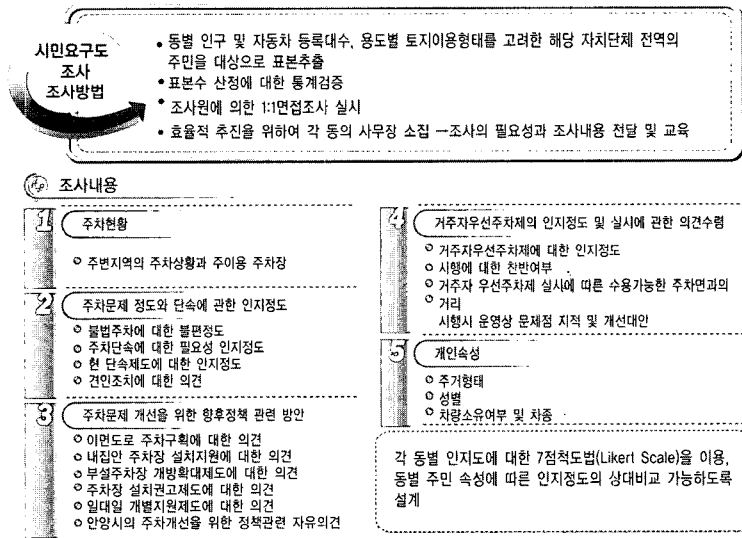 시민요구도
조사
조사방법
• 동별 인구 및 자동차 등록대수, 용도별 토지이용형태를 고려한 해당 자치단체 전역의
주민을 대상으로 표본추출
• 표본수 산정에 대한 통계검증
• 조사원에 의한 1:1면접조사 실시
• 효율적 추진을 위하여 각 동의 사무장 소집 →조사의 필요성과 조사내용 전달 및 교육
조사내용
1 주차현황
주변지역의 주차상황과 주이용 주차장
2 주차문제 정도와 단속에 관한 인지정도
불법주차에 대한 불편정도
주차단속에 대한 필요성 인지정도
현 단속제도에 대한 인지정도
견인조치에 대한 의견
3 주차문제 개선을 위한 향후정책 관련 방안
이면도로 주차구획에 대한 의견
내집안 주차장 설치지원에 대한 의견
부설주차장 개방확대제도에 대한 의견
주차장 설치권고제도에 대한 의견
일대일 개별지원제도에 대한 의견
안양시의 주차개선을 위한 정책관련 자유의견
4 거주자우선주차제의 인지정도 및 실시에 관한 의견수렴
거주자우선주차제에 대한 인지정도
시행에 대한 찬반여부
거주자 우선주차제 실시에 따른 수용가능한 주차면과의
거리
시행시 운영상 문제점 지적 및 개선대안
5 개인속성
주거형태
성별
차량소유여부 및 차종
각 동별 인지도에 대한 7점척도법(Likert Scale)을 이용,
동별 주민 속성에 따른 인지정도의 상대비교 가능하도록
설계